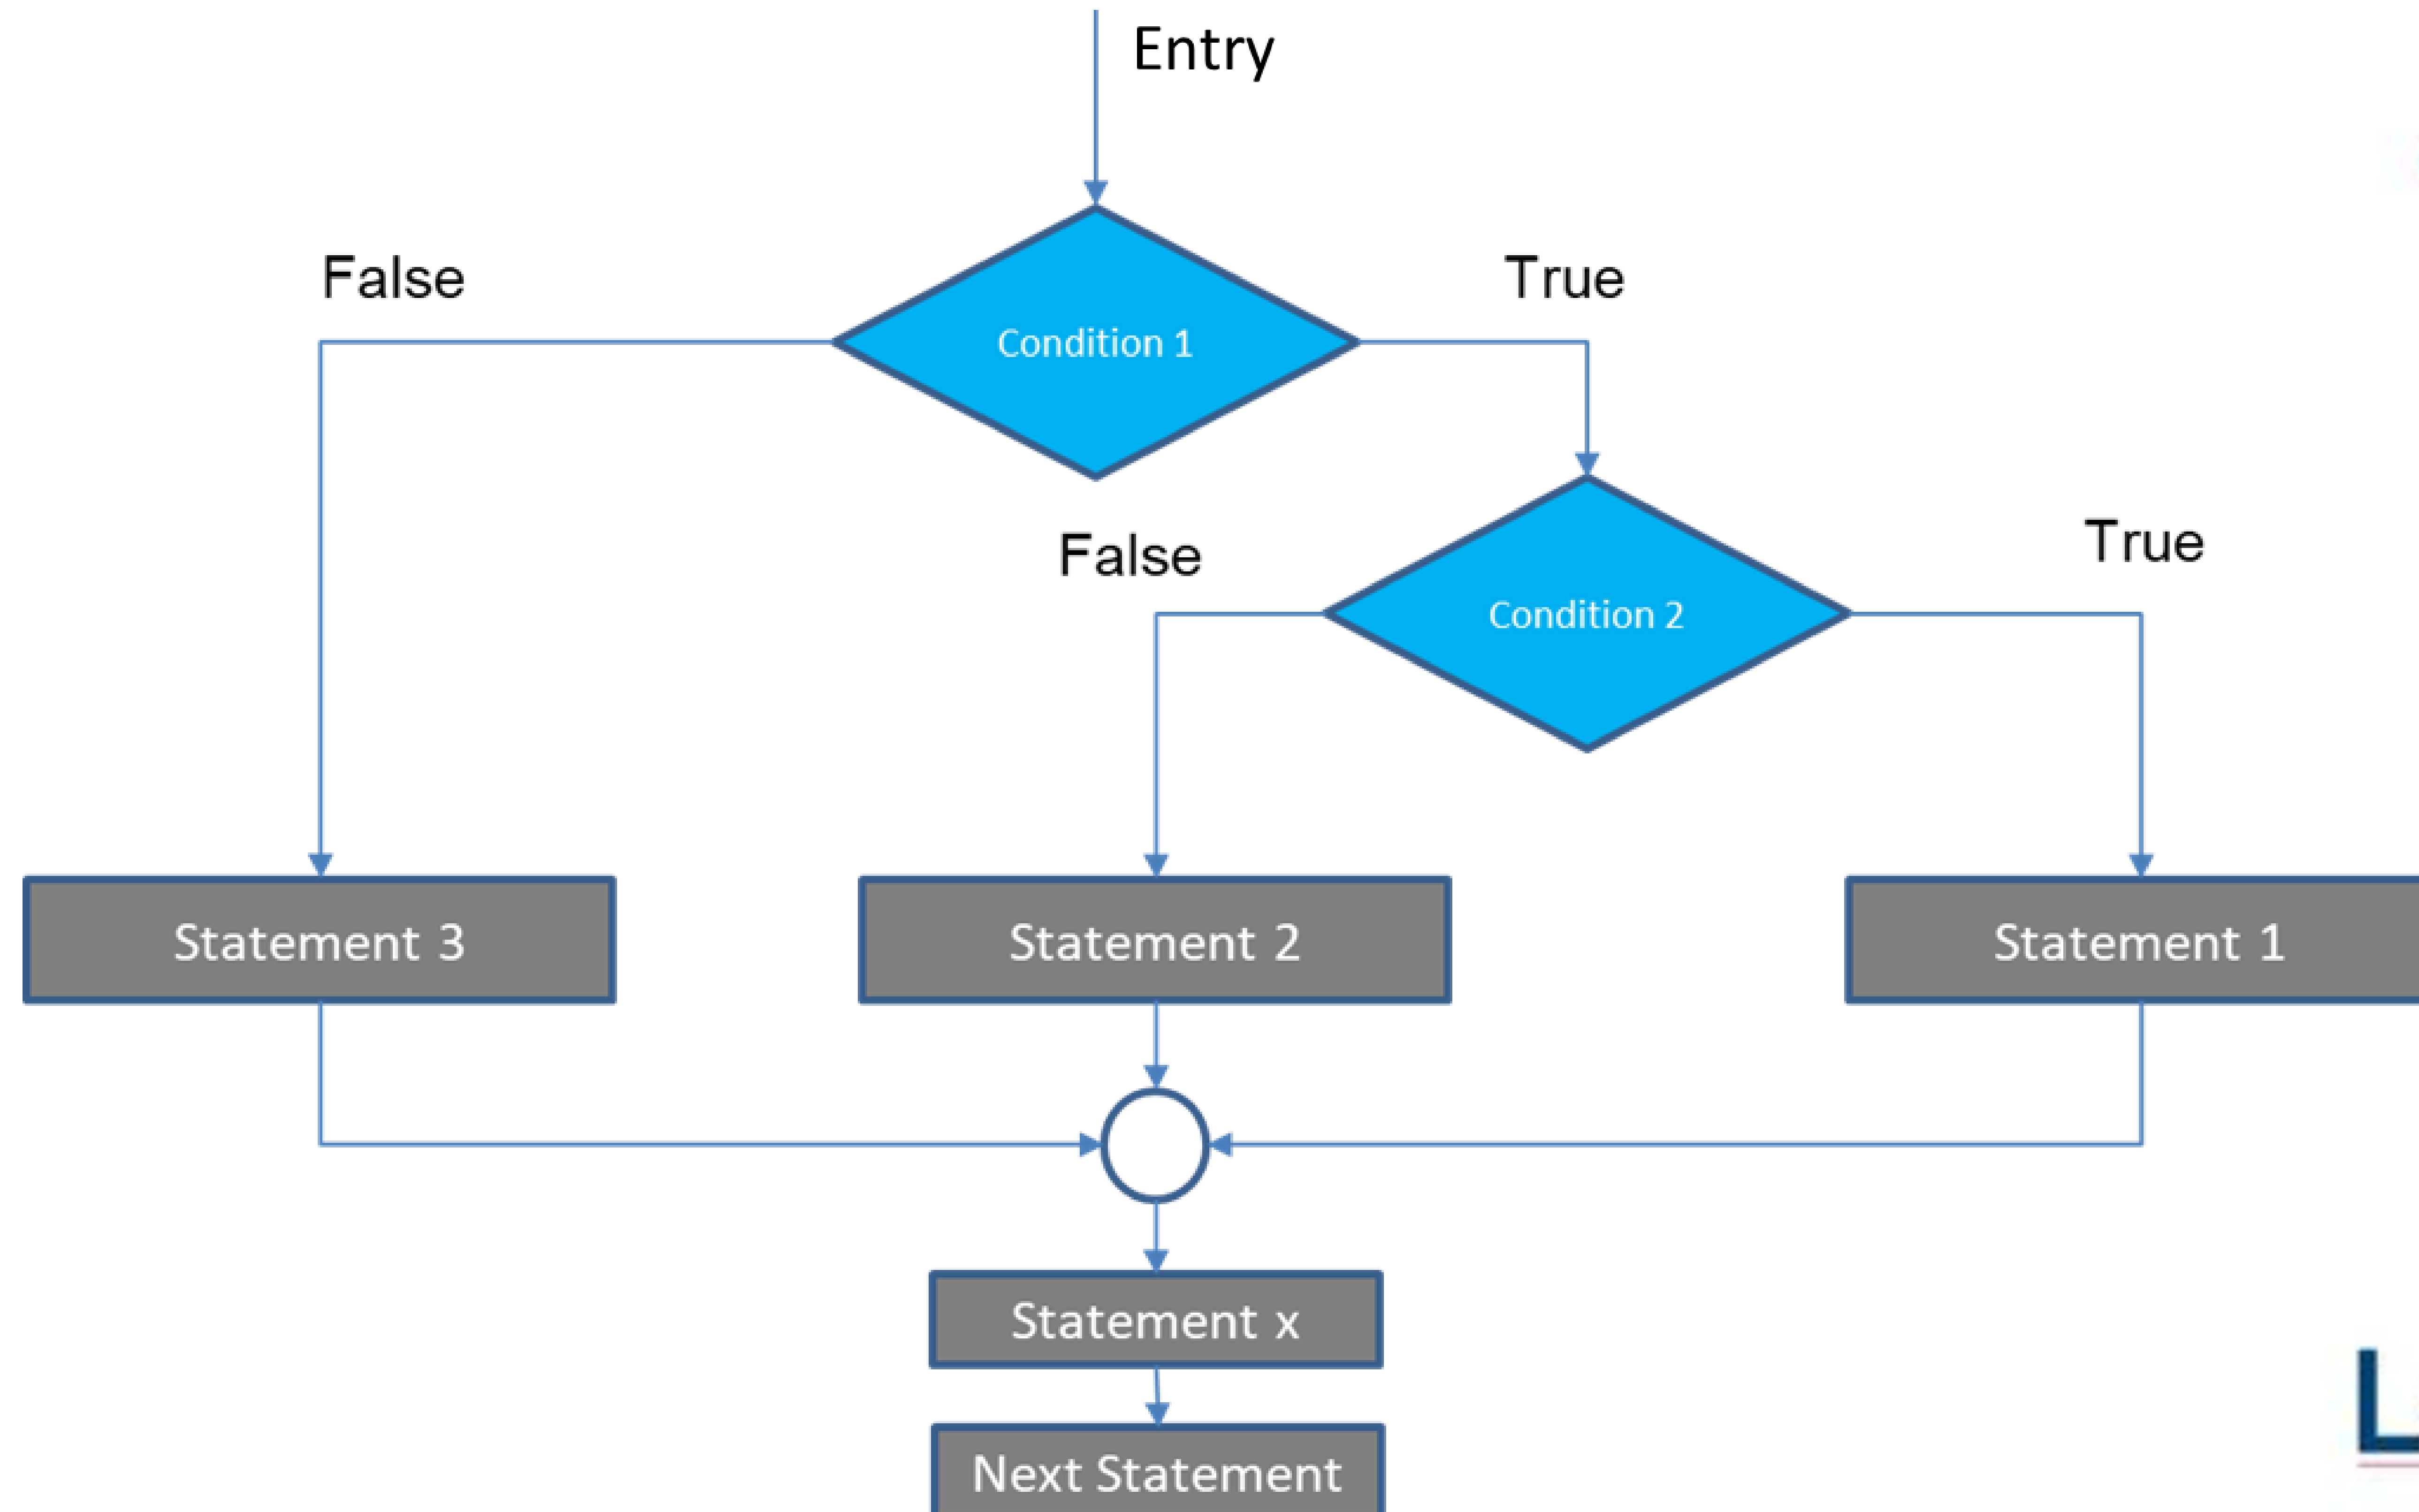 Entry
False
True
Condition 1
False
True
Condition 2
Statement 3
Statement 2
Statement 1
Statement x
Next Statement